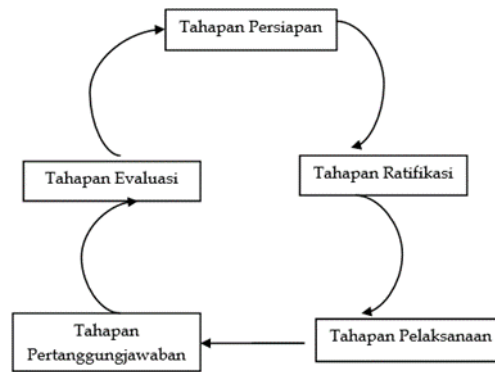 Tahapan Persiapan
Tahapan Ratifikasi
Tahapan Pelaksanaan
Tahapan
Pertanggungjawaban
Tahapan Evaluasi